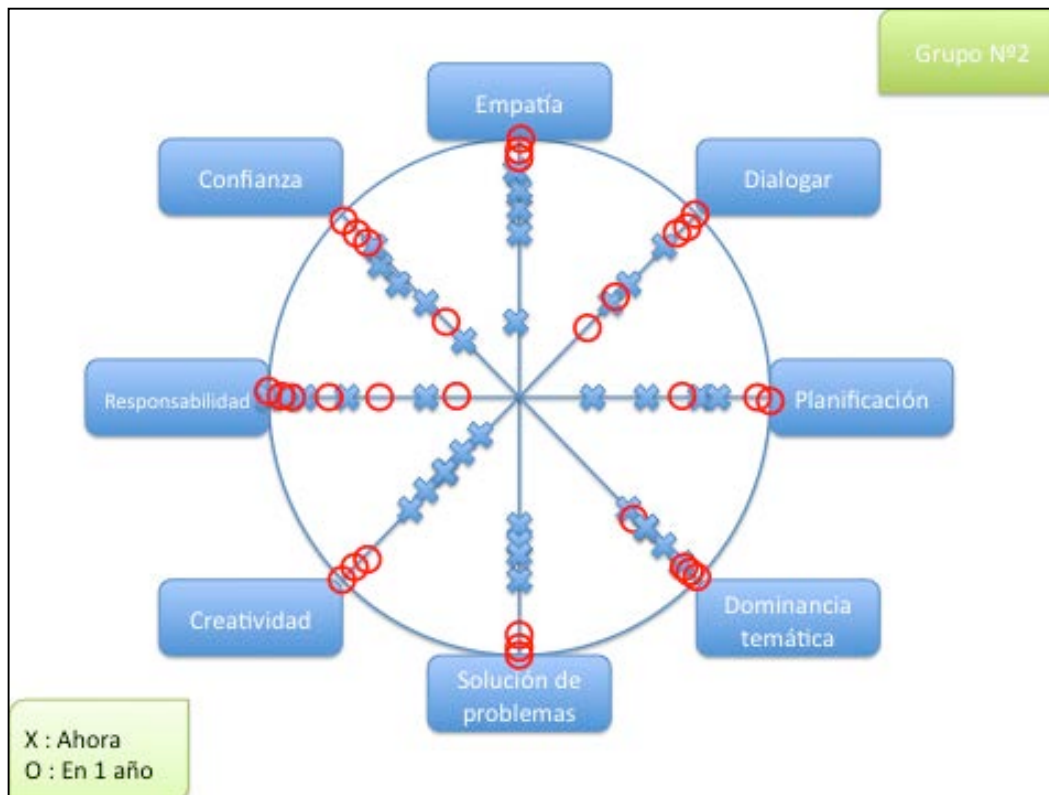 Grupo Nº2
Empatía
Confianza
Dialogar
Responsabilidad
Planificación
Creatividad
Dominancia
temática
Solución de
problemas
X : Ahora
O : En 1 año